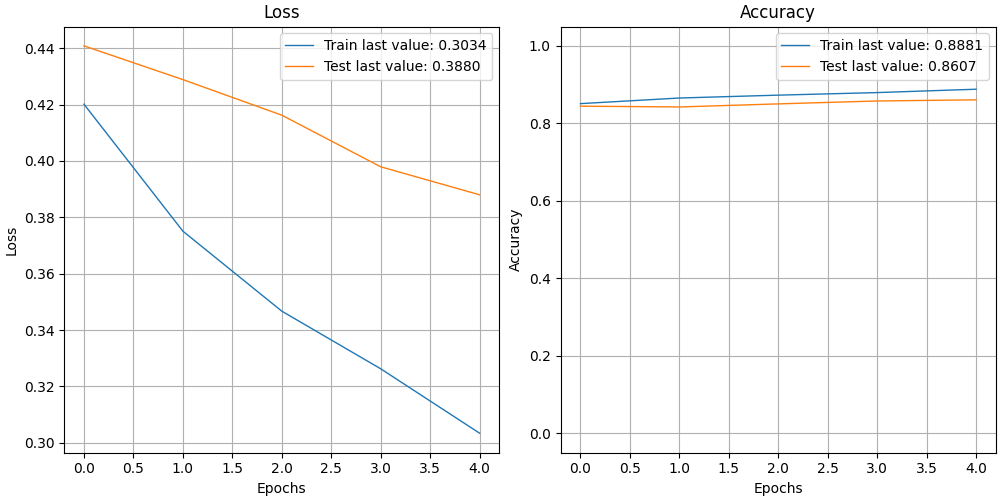 Loss
Train last value: 0.3034
Test last value: 0.3880
0.44
0.42
0.40
0.38
0.36
0.34
0.32
0.30
Loss
0.0 0.5 1.0 1.5 2.0 2.5 3.0 3.5 4.0
Epochs
Accuracy
Train last value: 0.8881
Test last value: 0.8607
1.0
0.8
0.6
0.4
0.2
0.0
Accuracy
0.0 0.5 1.0 1.5 2.0 2.5 3.0 3.5 4.0
Epochs